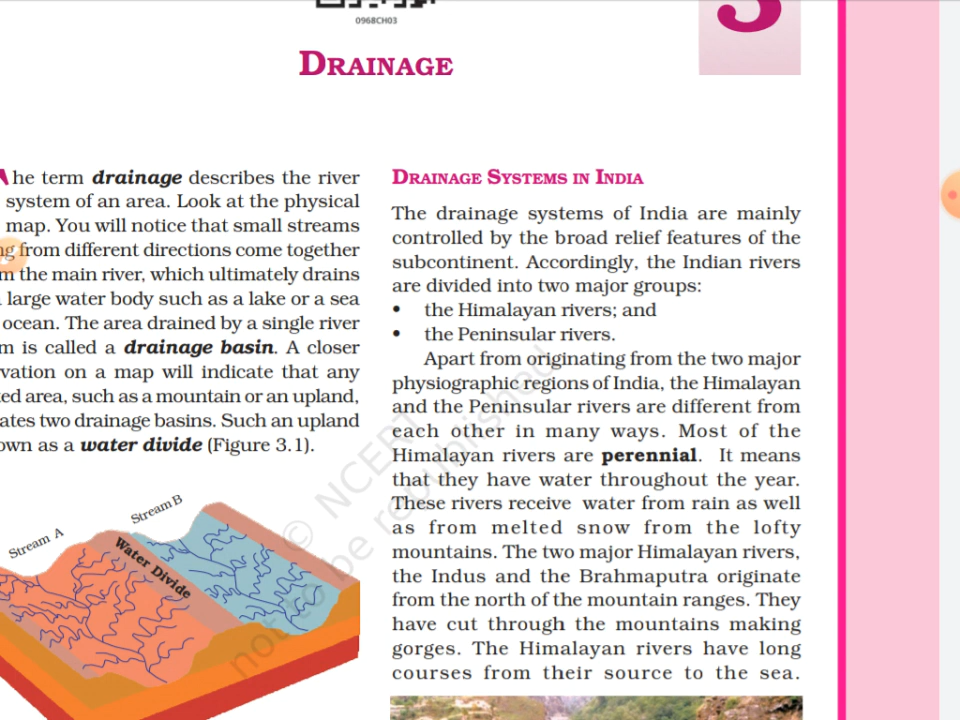 0968CH03
3
DRAINAGE
he term drainage describes the river
system of an area. Look at the physical
map. You will notice that small streams
from different directions come together
the main river, which ultimately drains
large water body such as a lake or a sea
ocean. The area drained by a single river
is called a drainage basin. A closer
on a map will indicate that any
area, such as a mountain or an upland,
two drainage basins. Such an upland
as a water divide (Figure 3.1).
Stream A
Stream B
Water Divide
DRAINAGE SYSTEMS IN INDIA
The drainage systems of India are mainly
controlled by the broad relief features of the
subcontinent. Accordingly, the Indian rivers
are divided into two major groups:
• the Himalayan rivers; and
• the Peninsular rivers.
Apart from originating from the two major
physiographic regions of India, the Himalayan
and the Peninsular rivers are different from
each other in many ways. Most of the
Himalayan rivers are perennial. It means
that they have water throughout the year.
These rivers receive water from rain as well
as from melted snow from the lofty
mountains. The two major Himalayan rivers,
the Indus and the Brahmaputra originate
from the north of the mountain ranges. They
have cut through the mountains making
gorges. The Himalayan rivers have long
courses from their source to the sea.
© NCERT
not to be republished